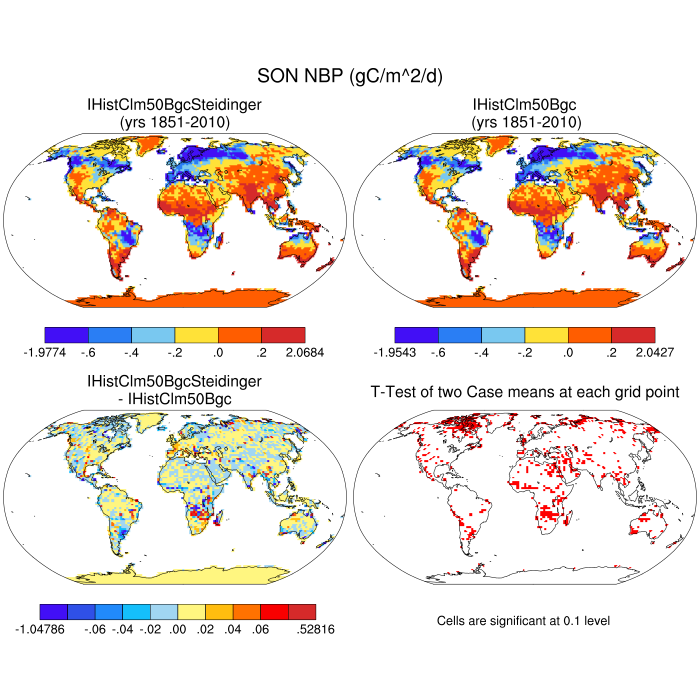 SON NBP (gC/m^2/d)
IHistClm50BgcSteidinger
(yrs 1851-2010)
IHistClm50Bgc
(yrs 1851-2010)
-1.9774 -.6 -.4 -.2 .0 .2 2.0684
-1.9543 -.6 -.4 -.2 .0 .2 2.0427
IHistClm50BgcSteidinger
- IHistClm50Bgc
T-Test of two Case means at each grid point
-1.04786 -.06 -.04 -.02 .00 .02 .04 .06 .52816
Cells are significant at 0.1 level